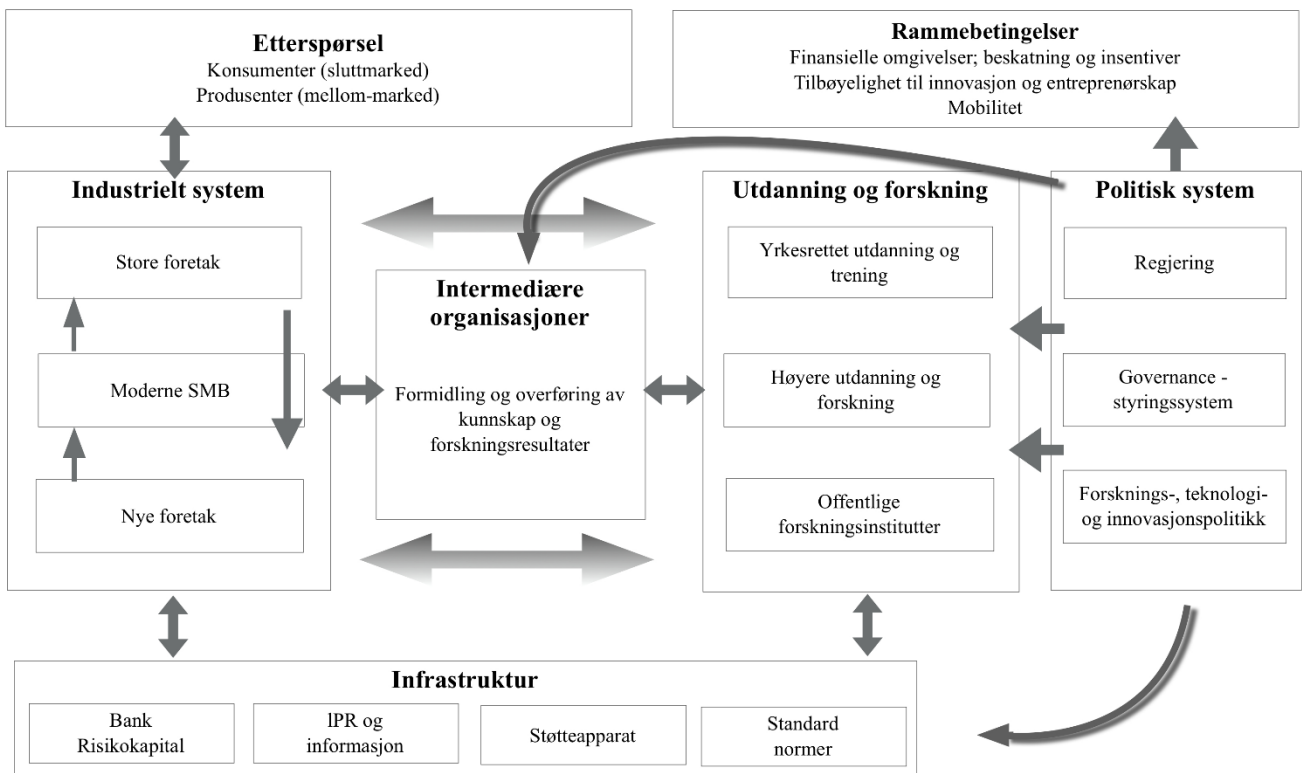 Etterspørsel
Konsumenter (sluttmarked)
Produsenter (mellom-marked)
Rammebetingelser
Finansielle omgivelser; beskatning og insentiver
Tilbøyelighet til innovasjon og entreprenørskap
Mobilitet
Industrielt system
Store foretak
Moderne SMB
Nye foretak
Intermediære
organisasjoner
Formidling og overføring av
kunnskap og
forskningsresultater
Utdanning og forskning
Yrkesrettet utdanning og
trening
Høyere utdanning og
forskning
Offentlige
forskningsinstitutter
Politisk system
Regjering
Governance -
styringssystem
Forsknings-, teknologi-
og innovasjonspolitikk
Infrastruktur
Bank
Risikokapital
lPR og
informasjon
Støtteapparat
Standard
normer